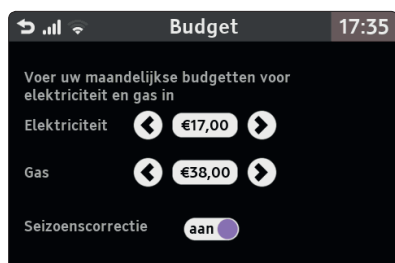 Budget 17:35
Voer uw maandelijkse budgetten voor
elektriciteit en gas in
Elektriciteit €17,00
Gas €38,00
Seizoenscorrectie aan